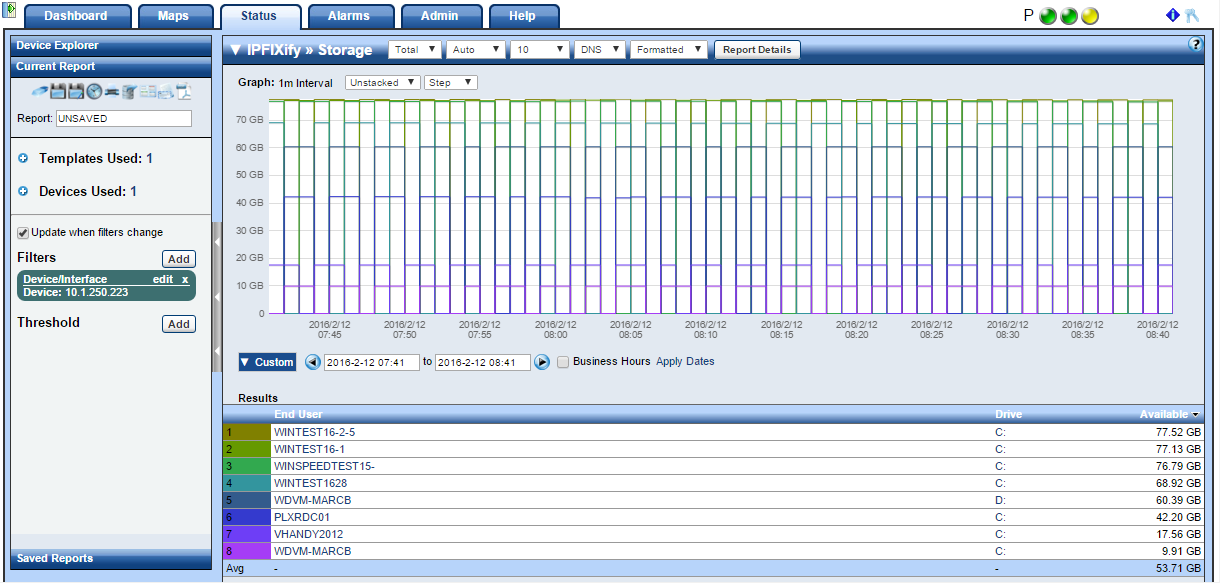 Dashboard Maps Status Alarms Admin Help P
Device Explorer
Current Report
Report: UNSAVED
Templates Used: 1
Devices Used: 1
Update when filters change
Filters Add
Device/Interface edit x
Device: 10.1.250.223
Threshold Add
Saved Reports
IPFIXify » Storage Total Auto 10 DNS Formatted Report Details ?
Graph: 1m Interval Unstacked Step
70 GB
60 GB
50 GB
40 GB
30 GB
20 GB
10 GB
0
2016/2/12 2016/2/12 2016/2/12 2016/2/12 2016/2/12 2016/2/12 2016/2/12 2016/2/12 2016/2/12 2016/2/12 2016/2/12 2016/2/12
07:45 07:50 07:55 08:00 08:05 08:10 08:15 08:20 08:25 08:30 08:35 08:40
Custom 2016-2-12 07:41 to 2016-2-12 08:41 Business Hours Apply Dates
Results
End User Drive Available
1 WINTEST16-2-5 C: 77.52 GB
2 WINTEST16-1 C: 77.13 GB
3 WINSPEEDTEST15- C: 76.79 GB
4 WINTEST1628 C: 68.92 GB
5 WDVM-MARCB D: 60.39 GB
6 PLXRDC01 C: 42.20 GB
7 VHANDY2012 C: 17.56 GB
8 WDVM-MARCB C: 9.91 GB
Avg - - 53.71 GB